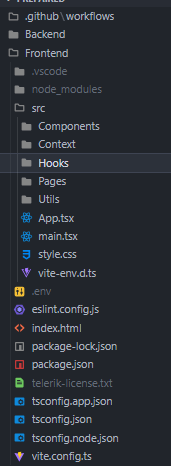 .github\workflows
Backend
Frontend
.vscode
node_modules
src
Components
Context
Hooks
Pages
Utils
App.tsx
main.tsx
style.css
vite-env.d.ts
.env
eslint.config.js
index.html
package-lock.json
package.json
telerik-license.txt
tsconfig.app.json
tsconfig.json
tsconfig.node.json
vite.config.ts